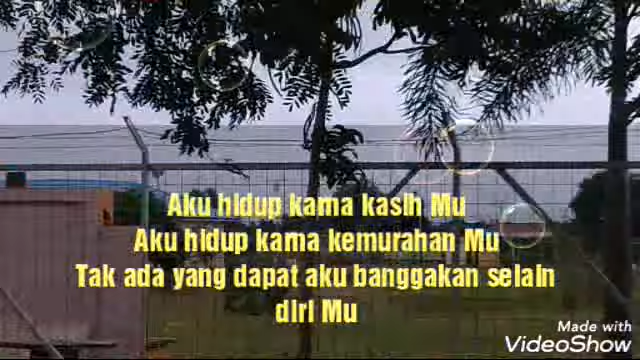 Aku hidup karna kasih Mu
Aku hidup karna kemurahan Mu
Tak ada yang dapat aku banggakan selain
diri Mu
Made with
VideoShow